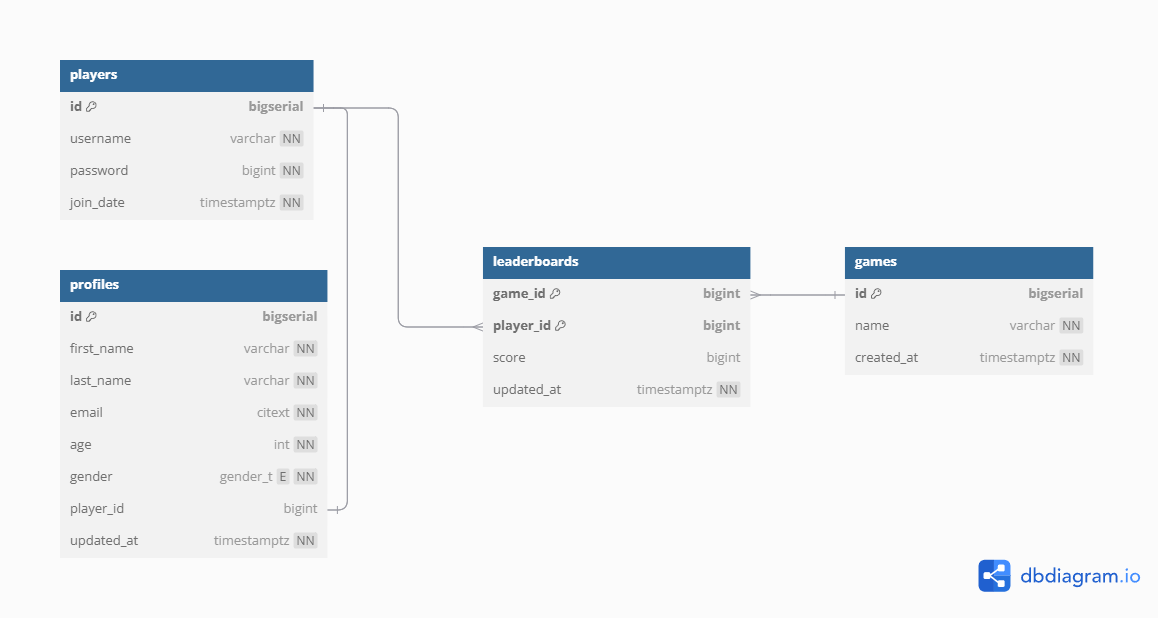 players
id bigserial
username varchar NN
password bigint NN
join_date timestamptz NN
profiles
id bigserial
first_name varchar NN
last_name varchar NN
email citext NN
age int NN
gender gender_t E NN
player_id bigint
updated_at timestamptz NN
leaderboards
game_id bigint
player_id bigint
score bigint
updated_at timestamptz NN
games
id bigserial
name varchar NN
created_at timestamptz NN
dbdiagram.io